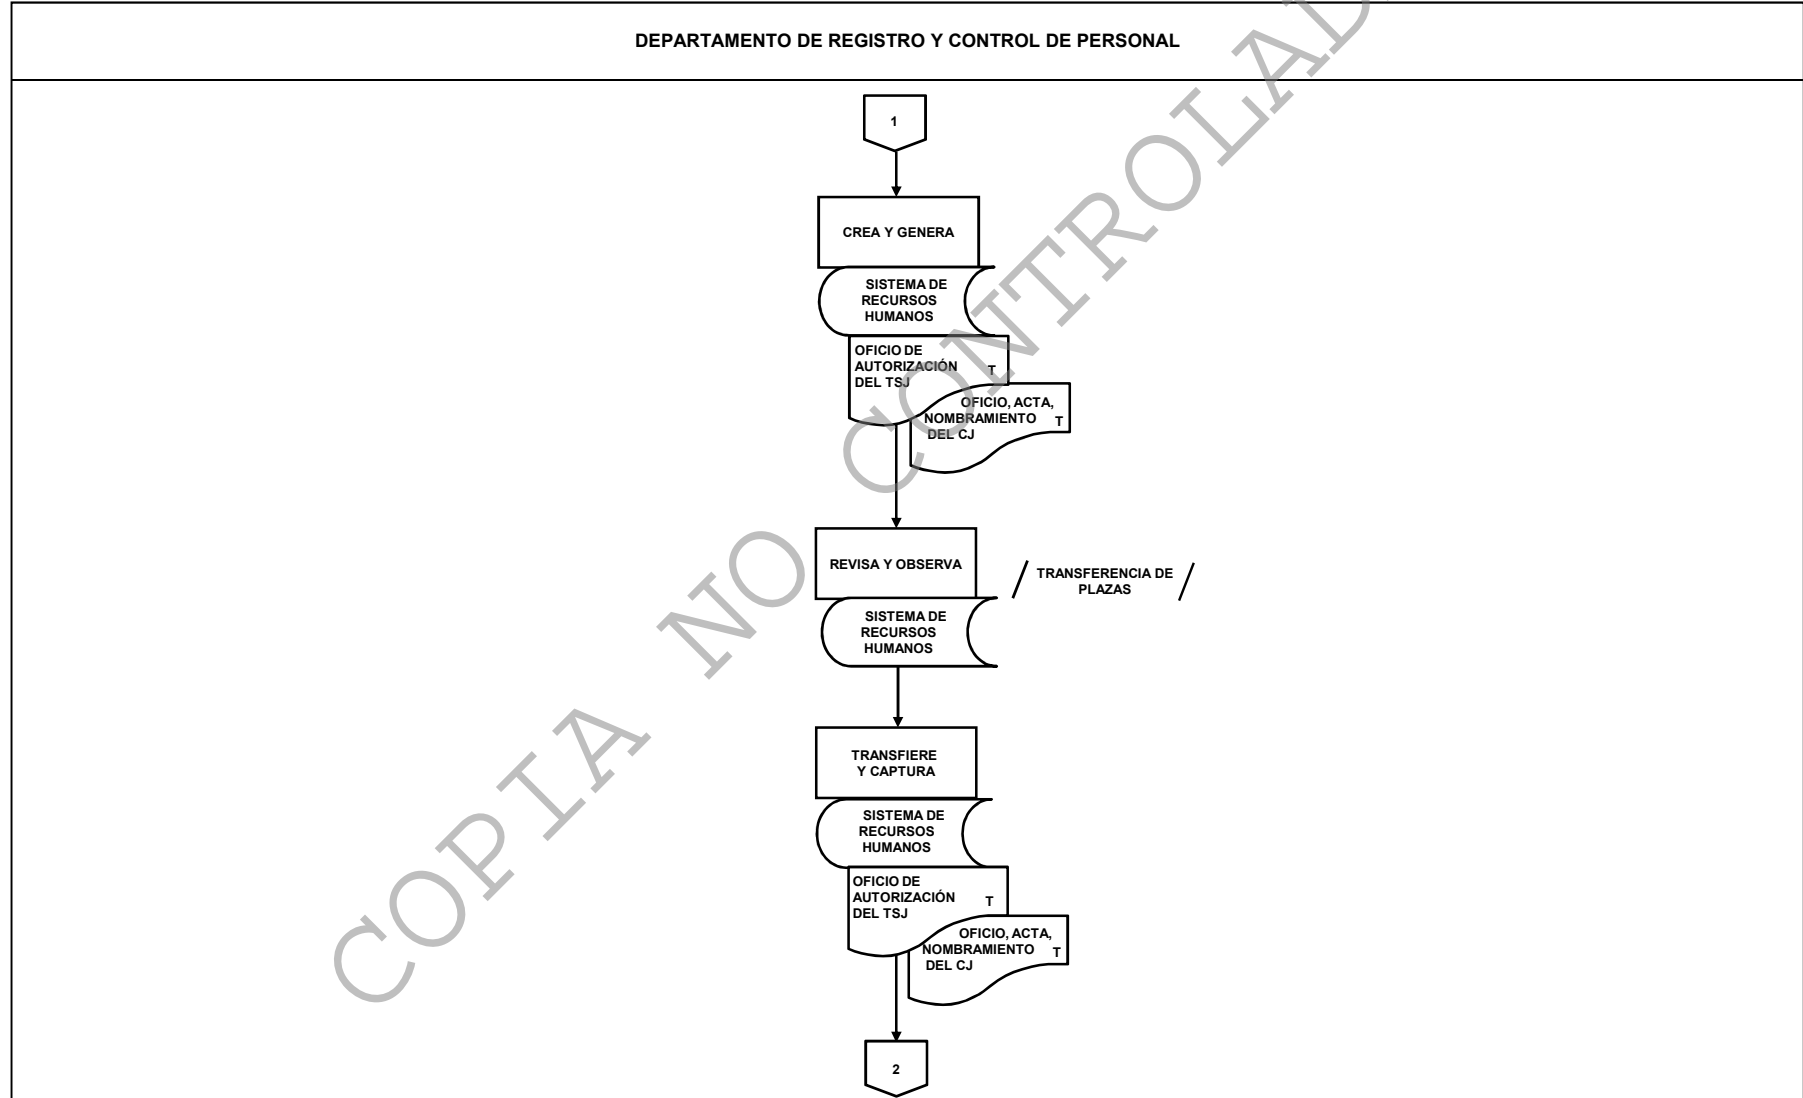 DEPARTAMENTO DE REGISTRO Y CONTROL DE PERSONAL
1
CREA Y GENERA
SISTEMA DE
RECURSOS
HUMANOS
OFICIO DE
AUTORIZACIÓN
DEL TSJ
T
OFICIO, ACTA,
NOMBRAMIENTO
DEL CJ
T
REVISA Y OBSERVA
/ TRANSFERENCIA DE
PLAZAS /
SISTEMA DE
RECURSOS
HUMANOS
TRANSFIERE
Y CAPTURA
SISTEMA DE
RECURSOS
HUMANOS
OFICIO DE
AUTORIZACIÓN
DEL TSJ
T
OFICIO, ACTA,
NOMBRAMIENTO
DEL CJ
T
2
COPIA NO CONTROLAD